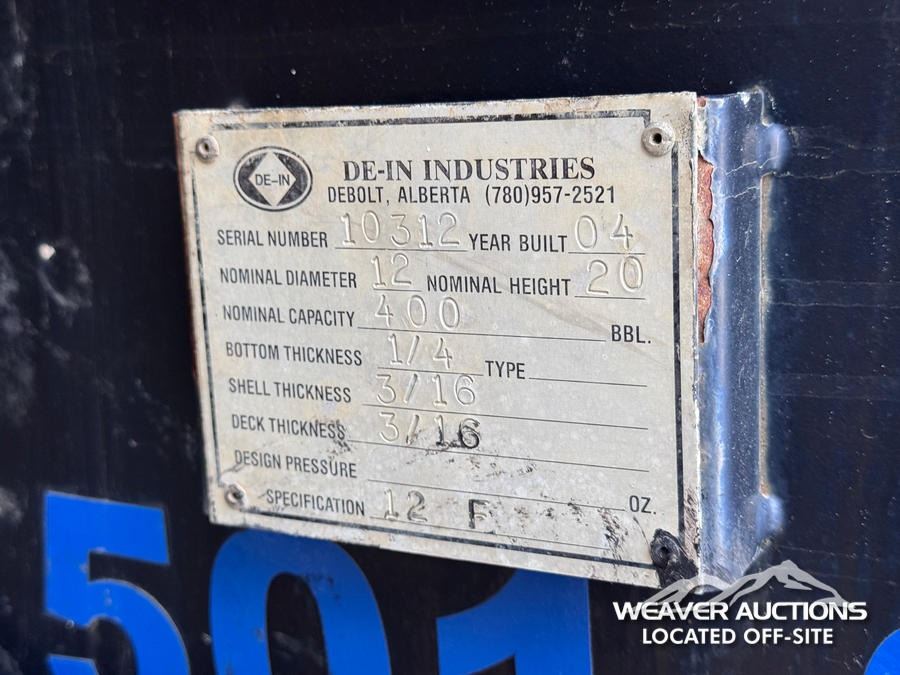 DE-IN
DE-IN INDUSTRIES
DEBOLT, ALBERTA (780)957-2521
SERIAL NUMBER 10312 YEAR BUILT 04
NOMINAL DIAMETER 12 NOMINAL HEIGHT 20
NOMINAL CAPACITY 400 BBL.
BOTTOM THICKNESS 1/4 TYPE
SHELL THICKNESS 3/16
DECK THICKNESS 3/16
DESIGN PRESSURE OZ.
SPECIFICATION 12 F
501
WEAVER AUCTIONS
LOCATED OFF-SITE